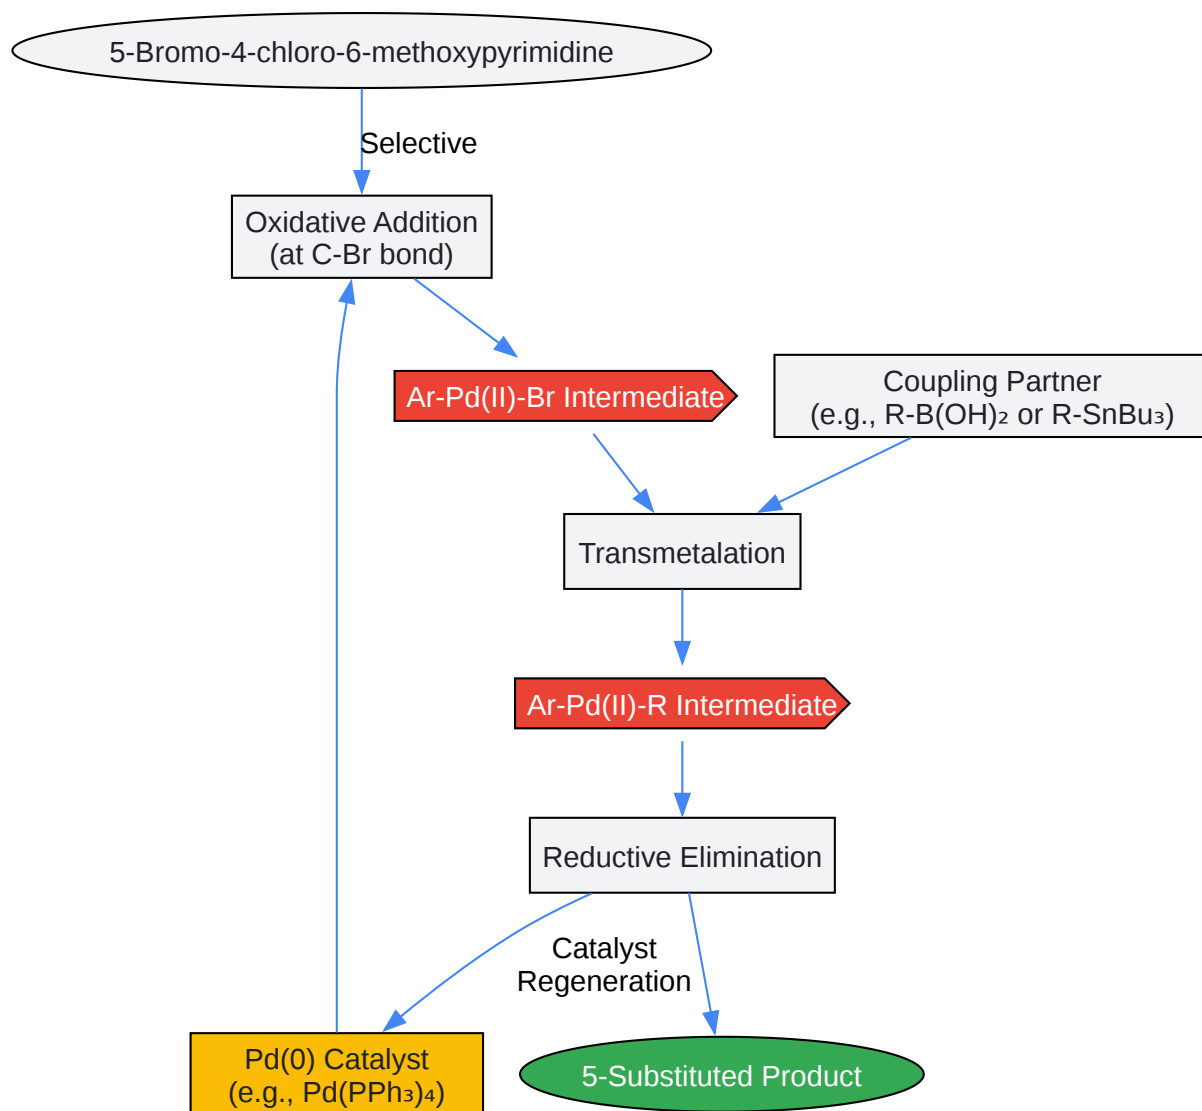 5-Bromo-4-chloro-6-methoxypyrimidine
Selective
Oxidative Addition
(at C-Br bond)
Ar-Pd(II)-Br Intermediate
Coupling Partner
(e.g., R-B(OH)₂ or R-SnBu₃)
Transmetalation
Ar-Pd(II)-R Intermediate
Reductive Elimination
Catalyst
Regeneration
Pd(0) Catalyst
(e.g., Pd(PPh₃)₄)
5-Substituted Product